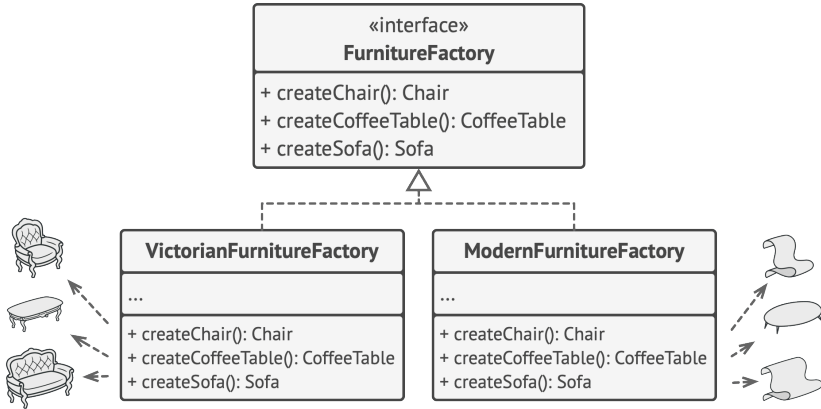 «interface»
FurnitureFactory
+ createChair(): Chair
+ createCoffeeTable(): CoffeeTable
+ createSofa(): Sofa
VictorianFurnitureFactory
...
+ createChair(): Chair
+ createCoffeeTable(): CoffeeTable
+ createSofa(): Sofa
ModernFurnitureFactory
...
+ createChair(): Chair
+ createCoffeeTable(): CoffeeTable
+ createSofa(): Sofa